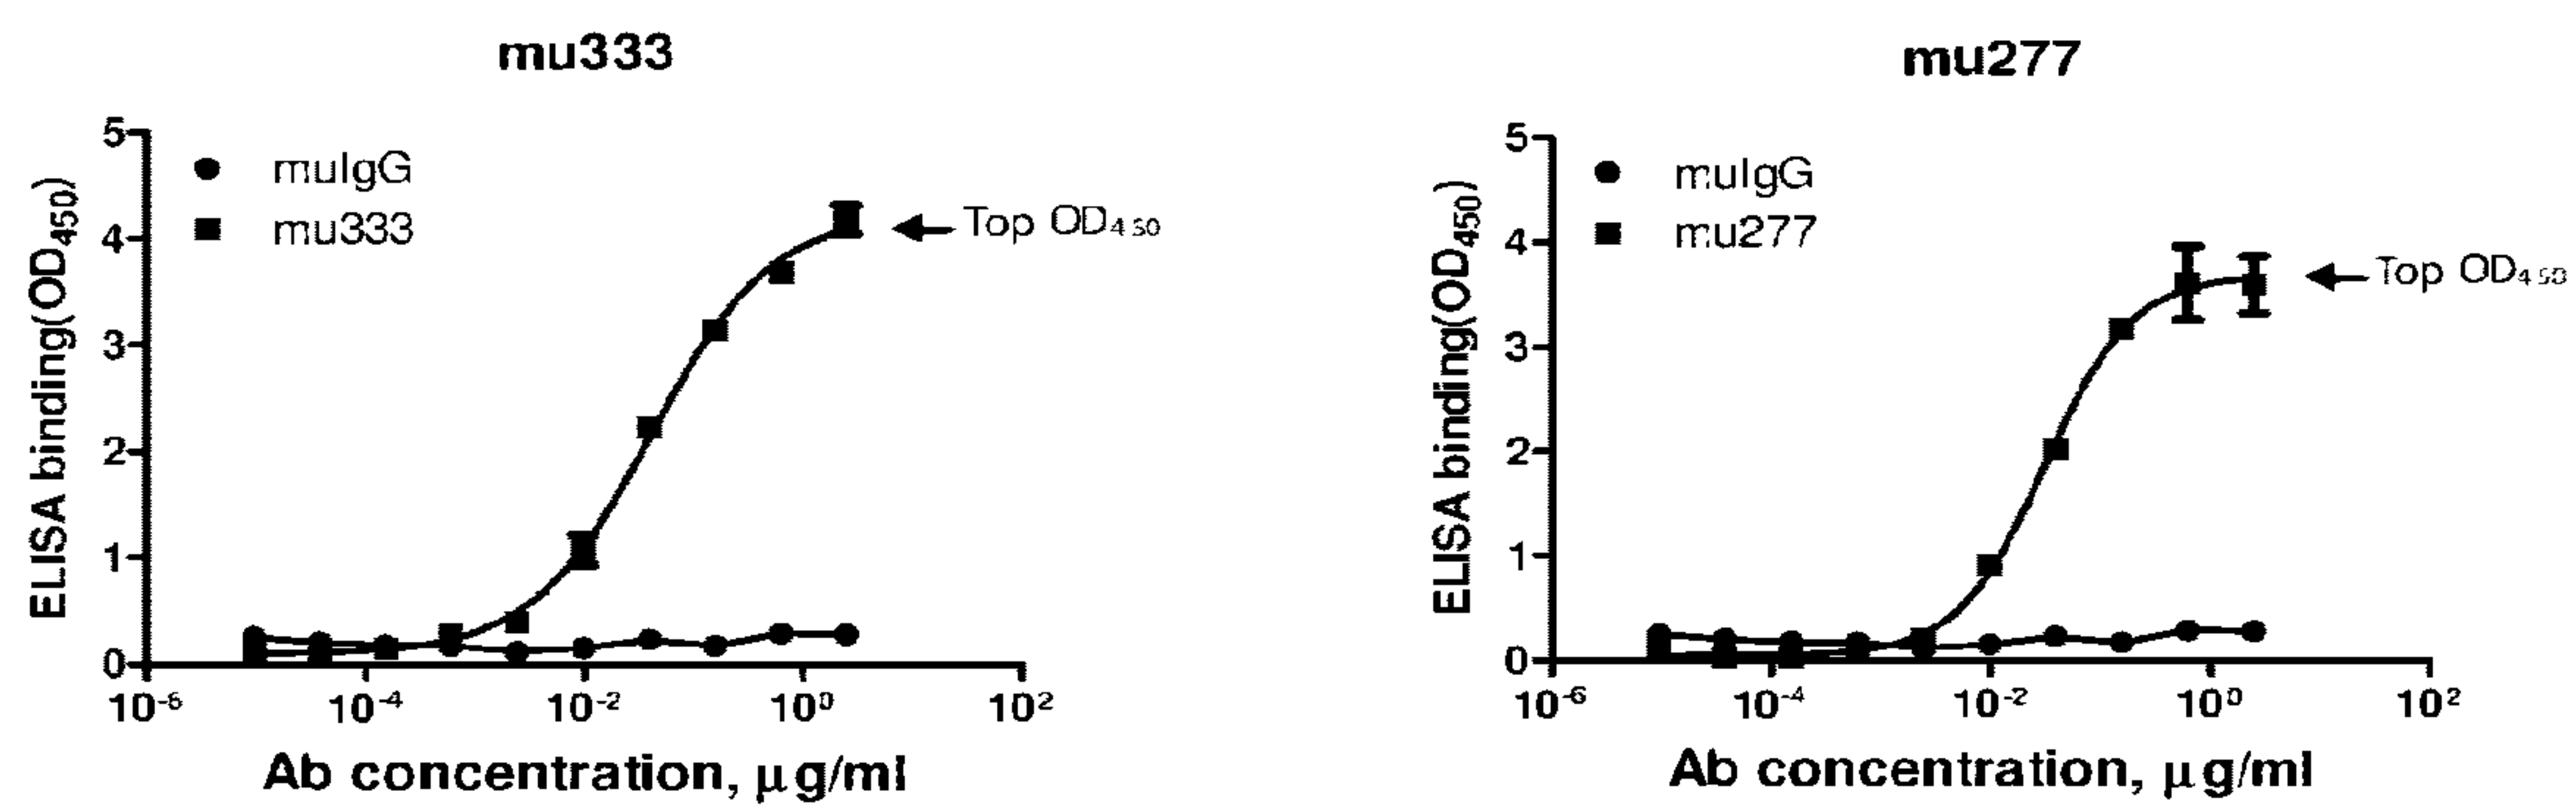 mu333
5
4
3
2
1
0
ELISA binding(OD450)
muIgG
mu333
Top OD450
10-6
10-4
10-2
100
102
Ab concentration, μg/ml
mu277
5
4
3
2
1
0
ELISA binding(OD450)
muIgG
mu277
Top OD450
10-6
10-4
10-2
100
102
Ab concentration, μg/ml